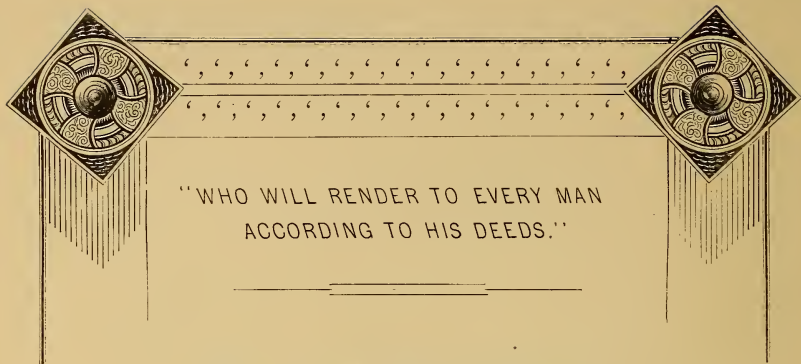 "WHO WILL RENDER TO EVERY MAN
ACCORDING TO HIS DEEDS."